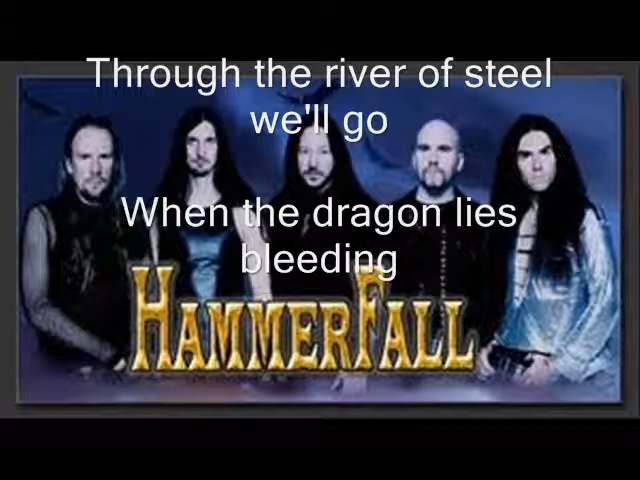 Through the river of steel
we'll go
When the dragon lies
bleeding
HAMMERFALL